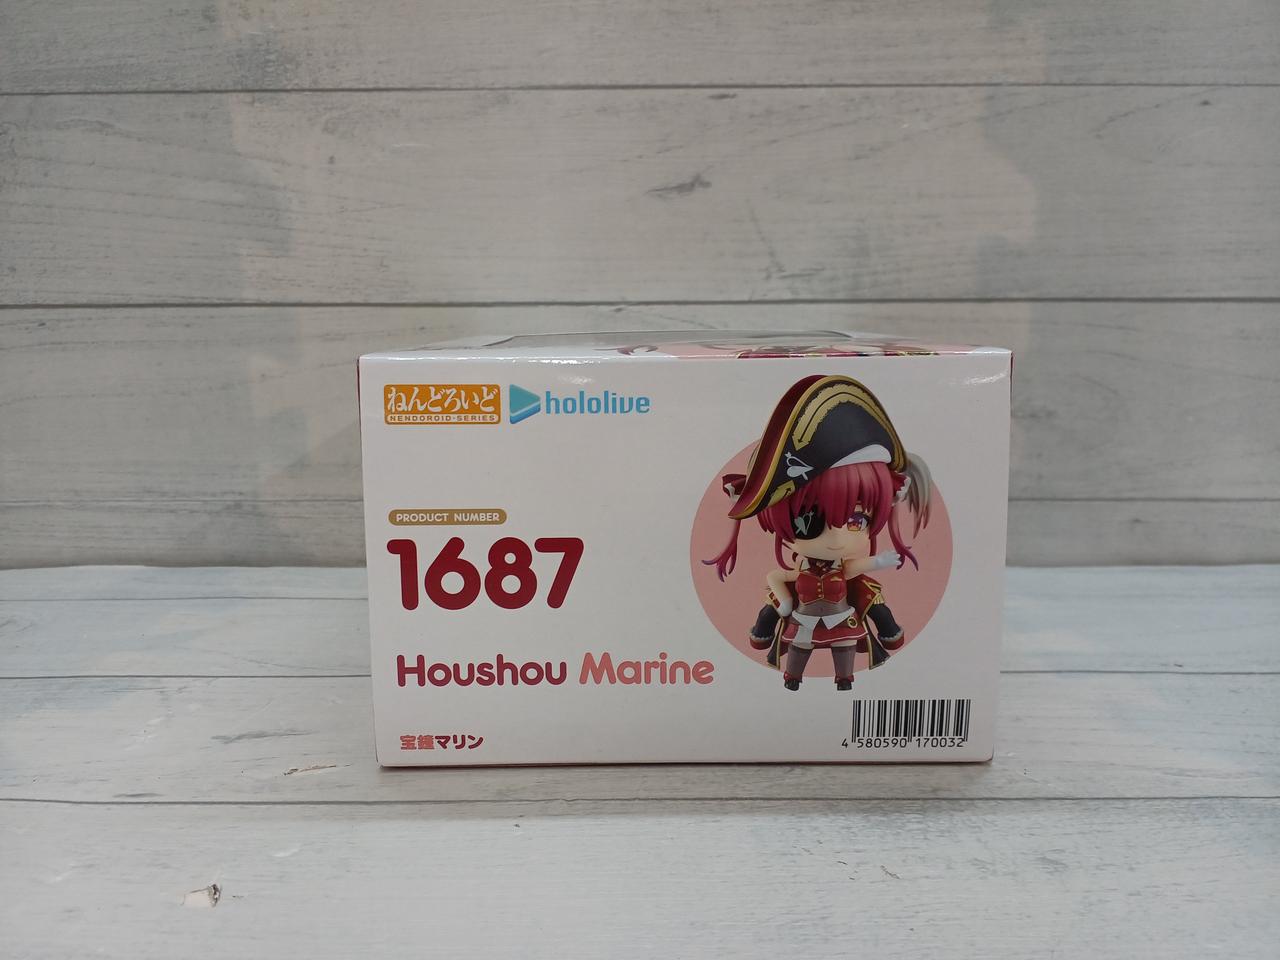 ねんどろいど
NENDOROID-SERIES
hololive
PRODUCT NUMBER
1687
Houshou Marine
宝鐘マリン
4 580590 170032